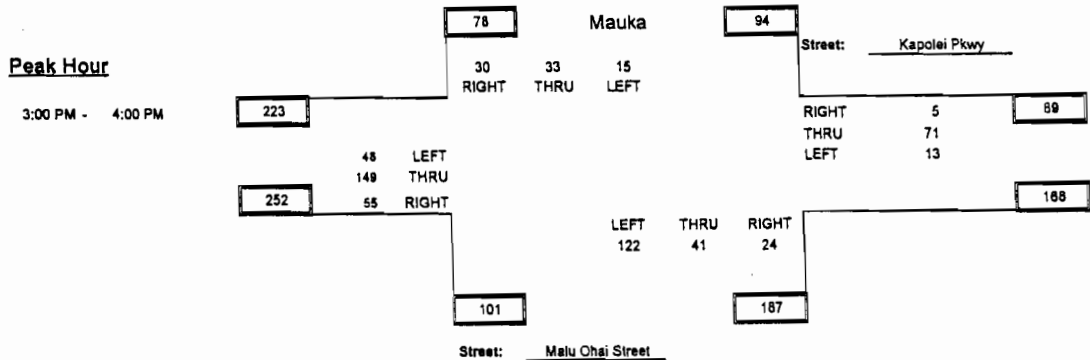 78 Mauka 94
Street: Kapolei Pkwy
Peak Hour
30 33 15
RIGHT THRU LEFT
3:00 PM - 4:00 PM 223 RIGHT 5 89
THRU 71
48 LEFT LEFT 13
149 THRU
252 55 RIGHT 188
LEFT THRU RIGHT
122 41 24
101 187
Street: Malu Ohai Street